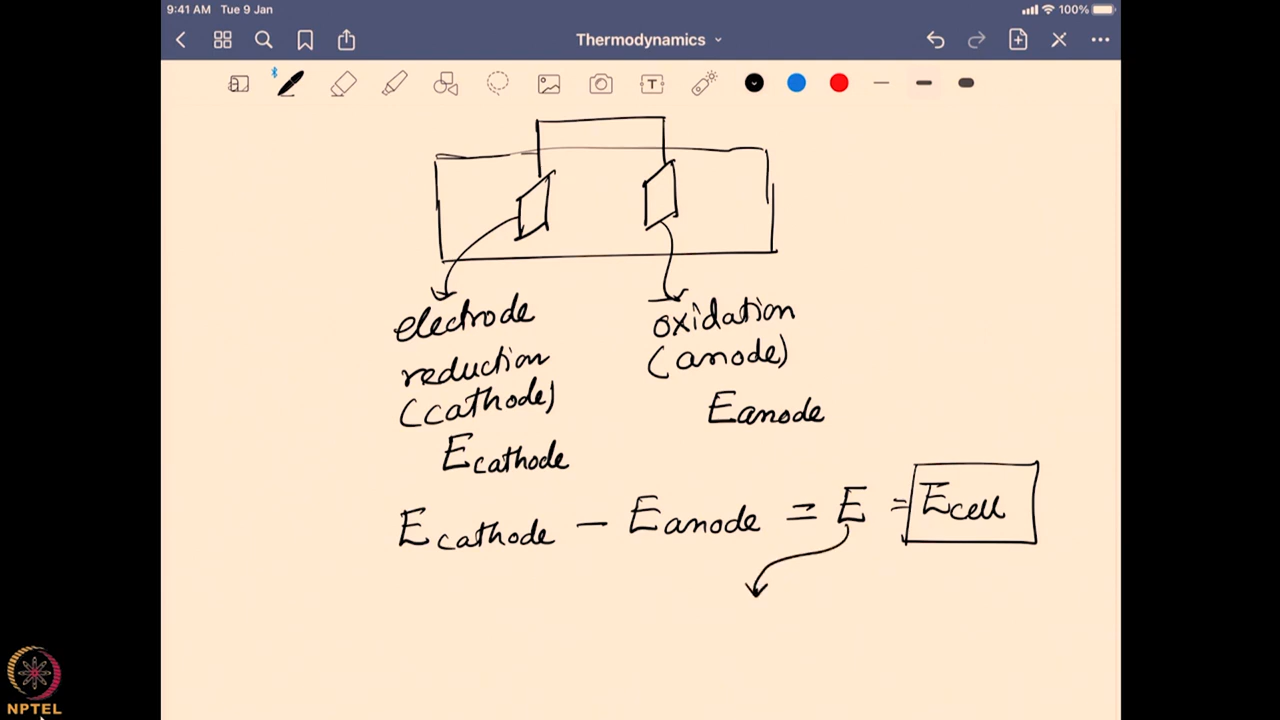 9:41 AM Tue 9 Jan
100%
Thermodynamics
T
electrode
reduction
(cathode)
Ecathode
oxidation
(anode)
Eanode
Ecathode - Eanode = E = Ecell
NPTEL